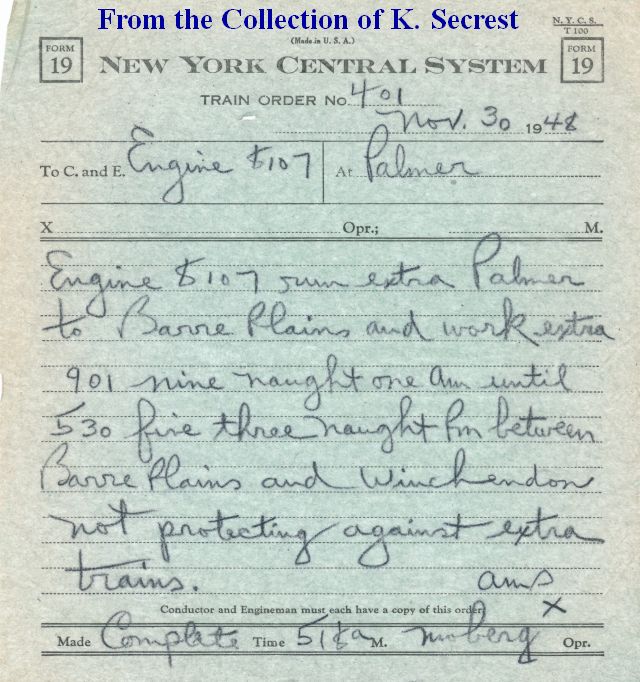 From the Collection of K. Secrest
N. Y. C. S.
T 100
(Made in U. S. A.)
FORM 19
NEW YORK CENTRAL SYSTEM
FORM 19
TRAIN ORDER No. 401
Nov. 30 1948
To C. and E. Engine 8107 At Palmer
X Opr.; M.
Engine 8107 run extra Palmer
to Barre Plains and work extra
901 nine naught one am until
530 five three naught Pm between
Barre Plains and Winchendon
not protecting against extra
trains. ams
Conductor and Engineman must each have a copy of this order
X
Made Complete Time M. Moberg Opr.